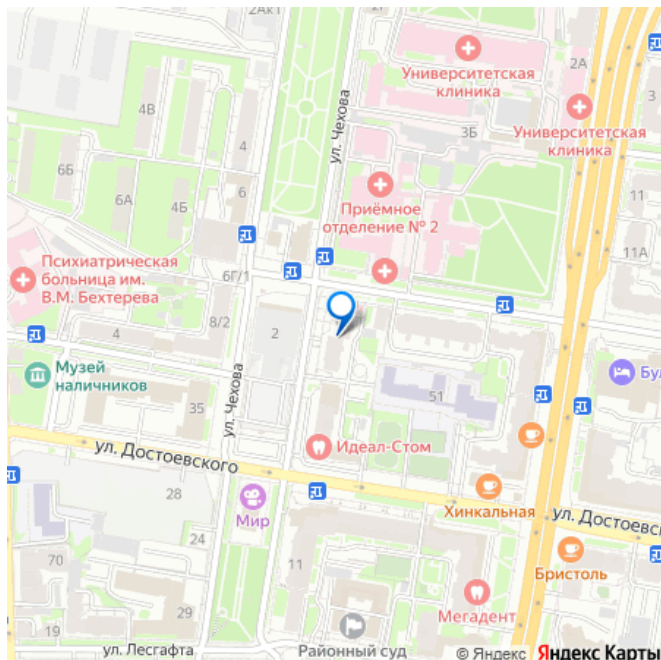 2Ак1
2А
3
Университетская
клиника
4В
ул. Чехова
3Б
Университетская
клиника
4
6Б
6
6А
4Б
Приёмное
отделение № 2
11
11А
Психиатрическая
больница им.
В.М. Бехтерева
6Г/1
8/2
4
2
Музей
наличников
Бул
51
35
ул. Чехова
Идеал-Стом
ул. Достоевского
28
Мир
Хинкальная
ул. Достоевск
24
11
Бристоль
70
Мегадент
29
19
ул. Лесгафта
Районный суд
© Яндекс Яндекс Карты